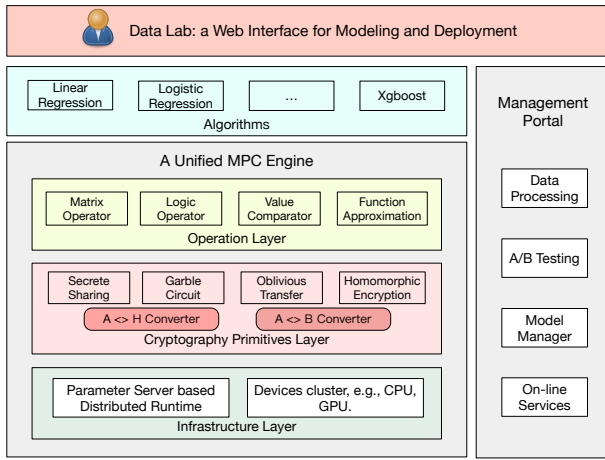 Data Lab: a Web Interface for Modeling and Deployment
Linear
Regression
Logistic
Regression
...
Xgboost
Algorithms
A Unified MPC Engine
Matrix
Operator
Logic
Operator
Value
Comparator
Function
Approximation
Operation Layer
Secrete
Sharing
Garble
Circuit
Oblivious
Transfer
Homomorphic
Encryption
A <> H Converter
A <> B Converter
Cryptography Primitives Layer
Parameter Server based
Distributed Runtime
Devices cluster, e.g., CPU,
GPU.
Infrastructure Layer
Management
Portal
Data
Processing
A/B Testing
Model
Manager
On-line
Services